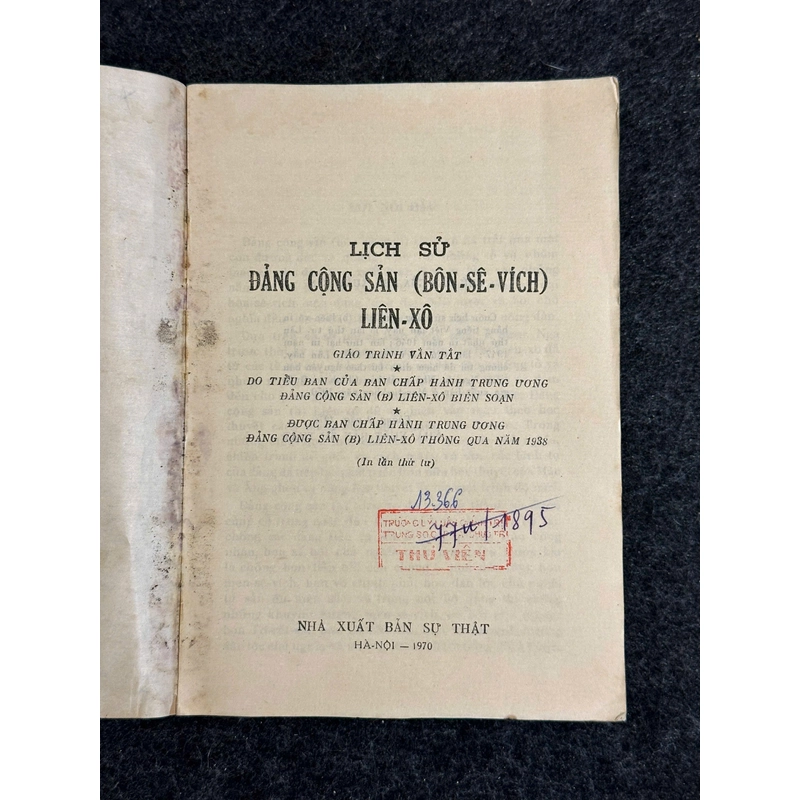 LỊCH SỬ
ĐẢNG CỘNG SẢN (BÔN-SÊ-VÍCH)
LIÊN-XÔ
GIÁO TRÌNH VẮN TẮT
★
DO TIỂU BAN CỦA BAN CHẤP HÀNH TRUNG ƯƠNG
ĐẢNG CỘNG SẢN (B) LIÊN-XÔ BIÊN SOẠN
★
ĐƯỢC BAN CHẤP HÀNH TRUNG ƯƠNG
ĐẢNG CỘNG SẢN (B) LIÊN-XÔ THÔNG QUA NĂM 1938
(In lần thứ tư)
13.366
1895
TRƯỜNG
TRUNG
THƯ VIỆN
NHÀ XUẤT BẢN SỰ THẬT
HÀ-NỘI — 1970